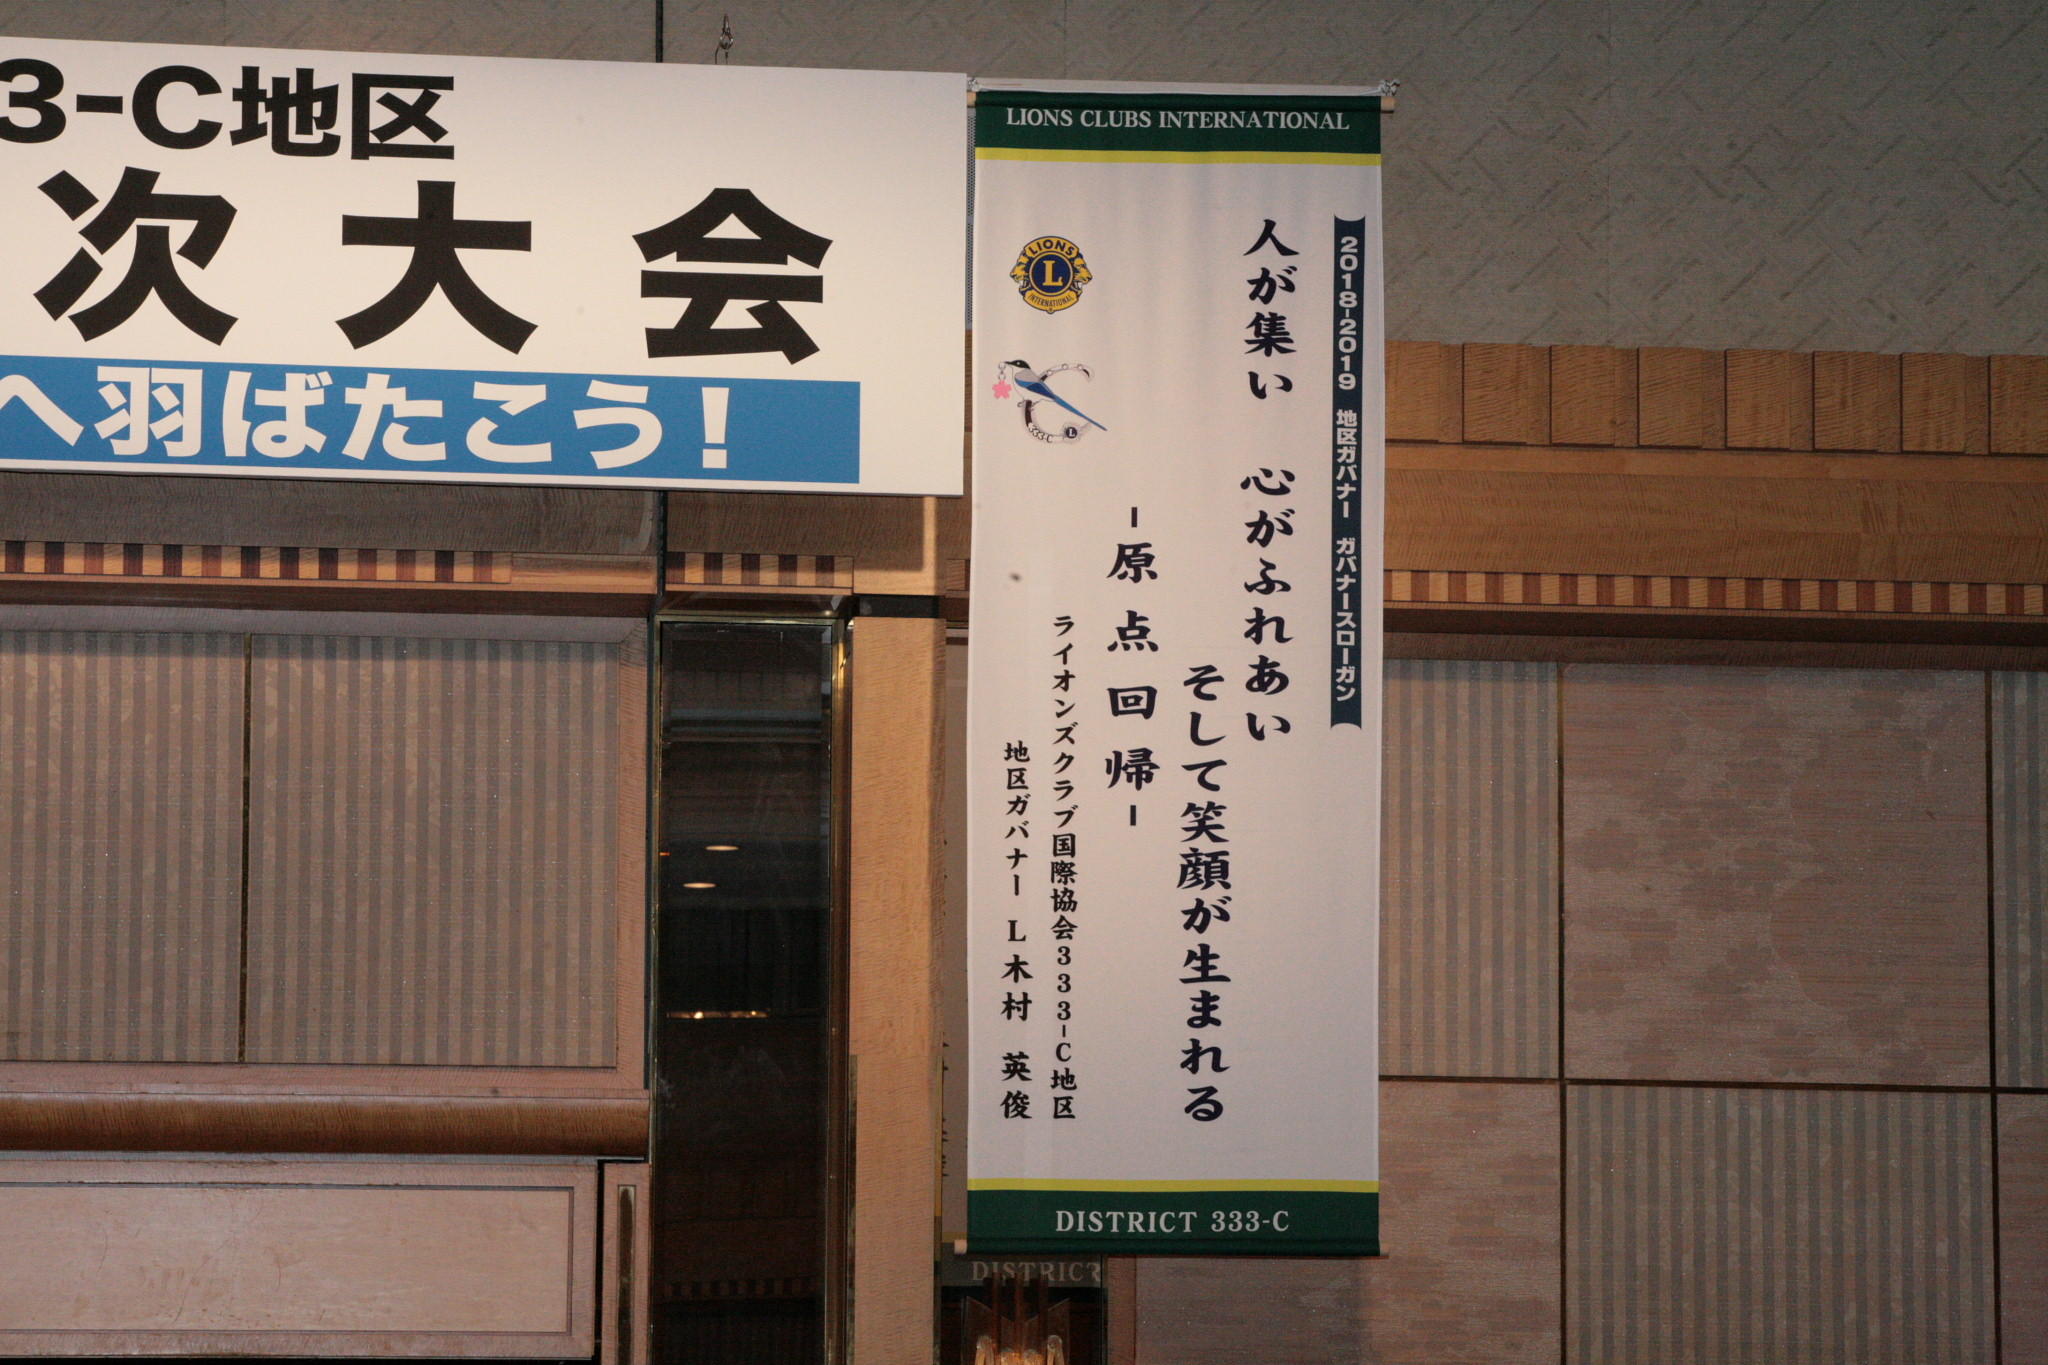 3-C地区
次大会
へ羽ばたこう!
LIONS CLUBS INTERNATIONAL
2018-2019 地区ガバナー ガバナースローガン
人が集い 心がふれあい
そして笑顔が生まれる
-原点回帰-
ライオンズクラブ国際協会333-C地区
地区ガバナー L木村 英俊
LIONS
L
INTERNATIONAL
333-C
L
DISTRICT 333-C
DISTRICT